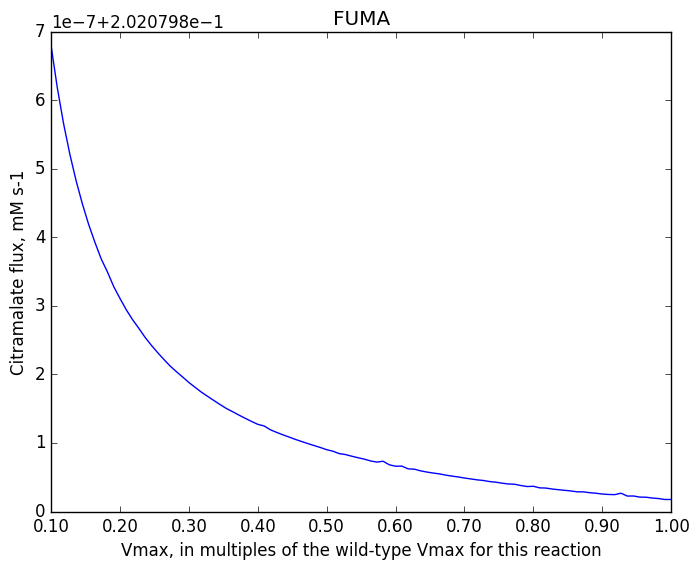 FUMA
1e−7+2.020798e−1
7
6
5
4
3
2
1
0
Citramalate flux, mM s-1
0.10 0.20 0.30 0.40 0.50 0.60 0.70 0.80 0.90 1.00
Vmax, in multiples of the wild-type Vmax for this reaction